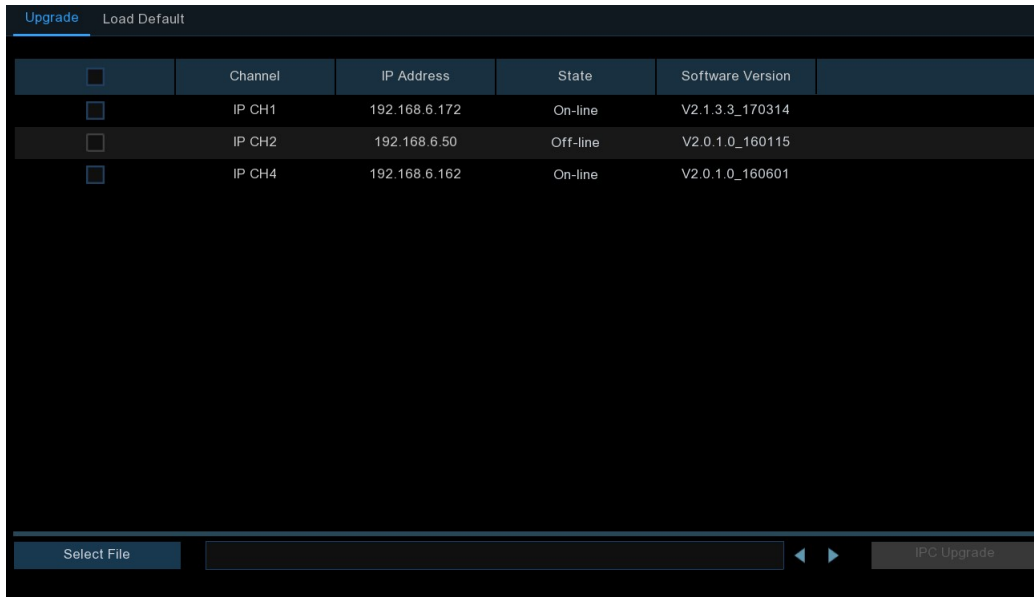 Upgrade Load Default
Channel IP Address State Software Version
IP CH1 192.168.6.172 On-line V2.1.3.3_170314
IP CH2 192.168.6.50 Off-line V2.0.1.0_160115
IP CH4 192.168.6.162 On-line V2.0.1.0_160601
Select File IPC Upgrade